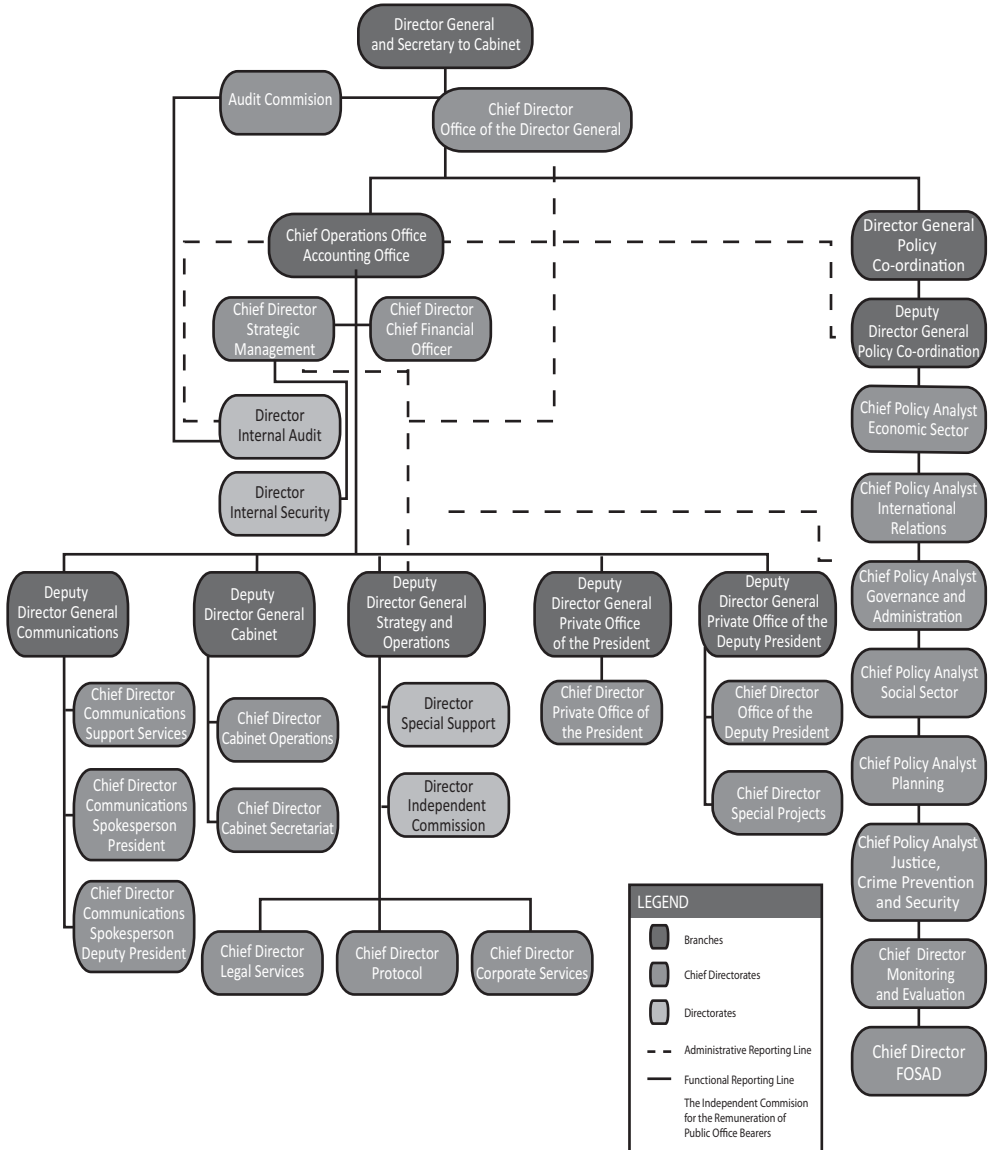 Director General
and Secretary to Cabinet
Audit Commision
Chief Director
Office of the Director General
Chief Operations Office
Accounting Office
Director General
Policy
Co-ordination
Chief Director
Strategic
Management
Chief Director
Chief Financial
Officer
Deputy
Director General
Policy Co-ordination
Director
Internal Audit
Chief Policy Analyst
Economic Sector
Director
Internal Security
Chief Policy Analyst
International
Relations
Chief Policy Analyst
Governance and
Administration
Deputy
Director General
Communications
Deputy
Director General
Cabinet
Deputy
Director General
Strategy and
Operations
Deputy
Director General
Private Office
of the President
Deputy
Director General
Private Office of the
Deputy President
Chief Policy Analyst
Social Sector
Chief Director
Communications
Support Services
Chief Director
Cabinet Operations
Director
Special Support
Chief Director
Private Office of
the President
Chief Director
Office of the
Deputy President
Chief Policy Analyst
Planning
Chief Director
Communications
Spokesperson
President
Chief Director
Cabinet Secretariat
Director
Independent
Commission
Chief Director
Special Projects
Chief Policy Analyst
Justice,
Crime Prevention
and Security
Chief Director
Communications
Spokesperson
Deputy President
Chief Director
Legal Services
Chief Director
Protocol
Chief Director
Corporate Services
Chief Director
Monitoring
and Evaluation
Chief Director
FOSAD
LEGEND
Branches
Chief Directorates
Directorates
Administrative Reporting Line
Functional Reporting Line
The Independent Commision
for the Remuneration of
Public Office Bearers